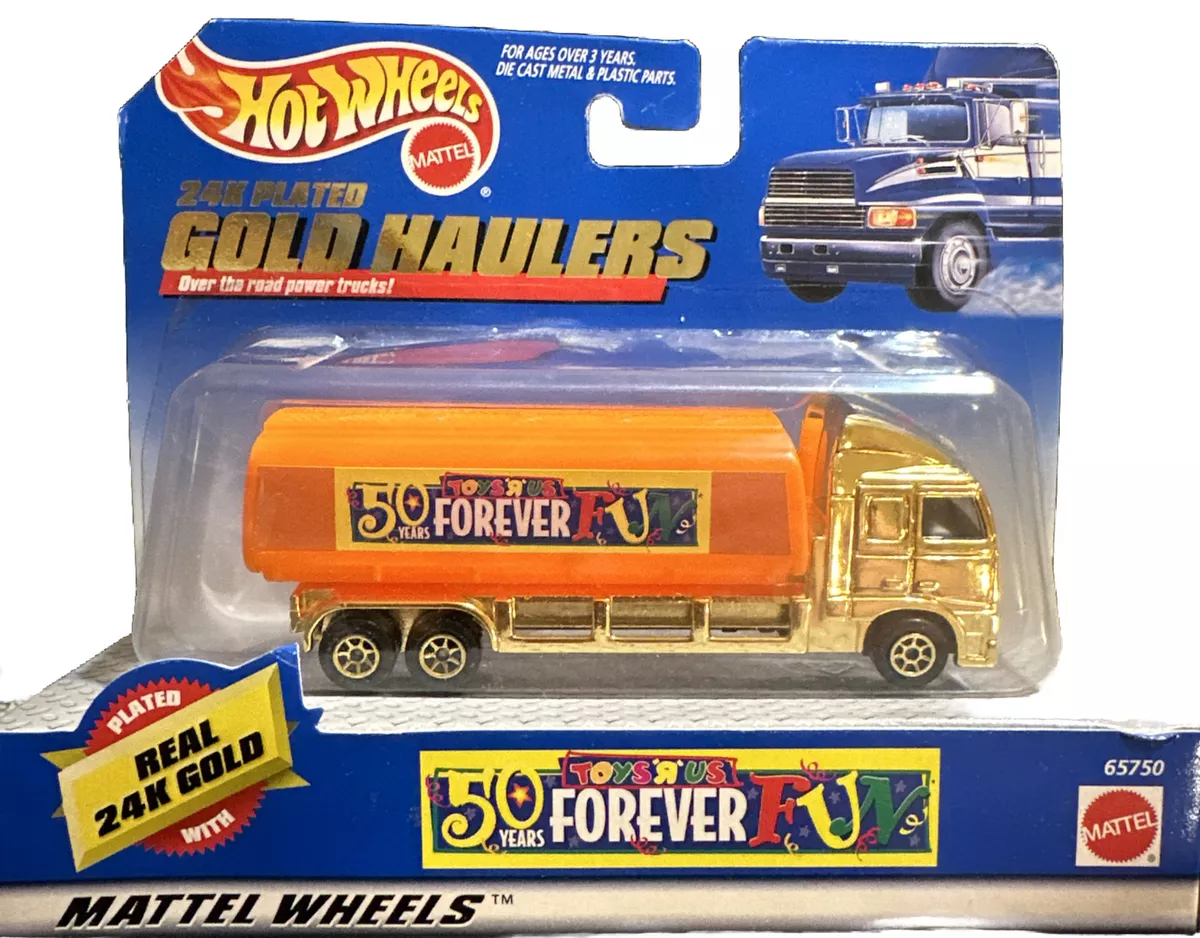 FOR AGES OVER 3 YEARS.
DIE CAST METAL & PLASTIC PARTS.
HOT WHEELS
MATTEL
®
24K PLATED
GOLD HAULERS
Over the road power trucks!
50 YEARS TOYS "R" US FOREVER FUN
PLATED
REAL
24K GOLD
WITH
50 YEARS TOYS "R" US FOREVER FUN
65750
MATTEL
®
MATTEL WHEELS™